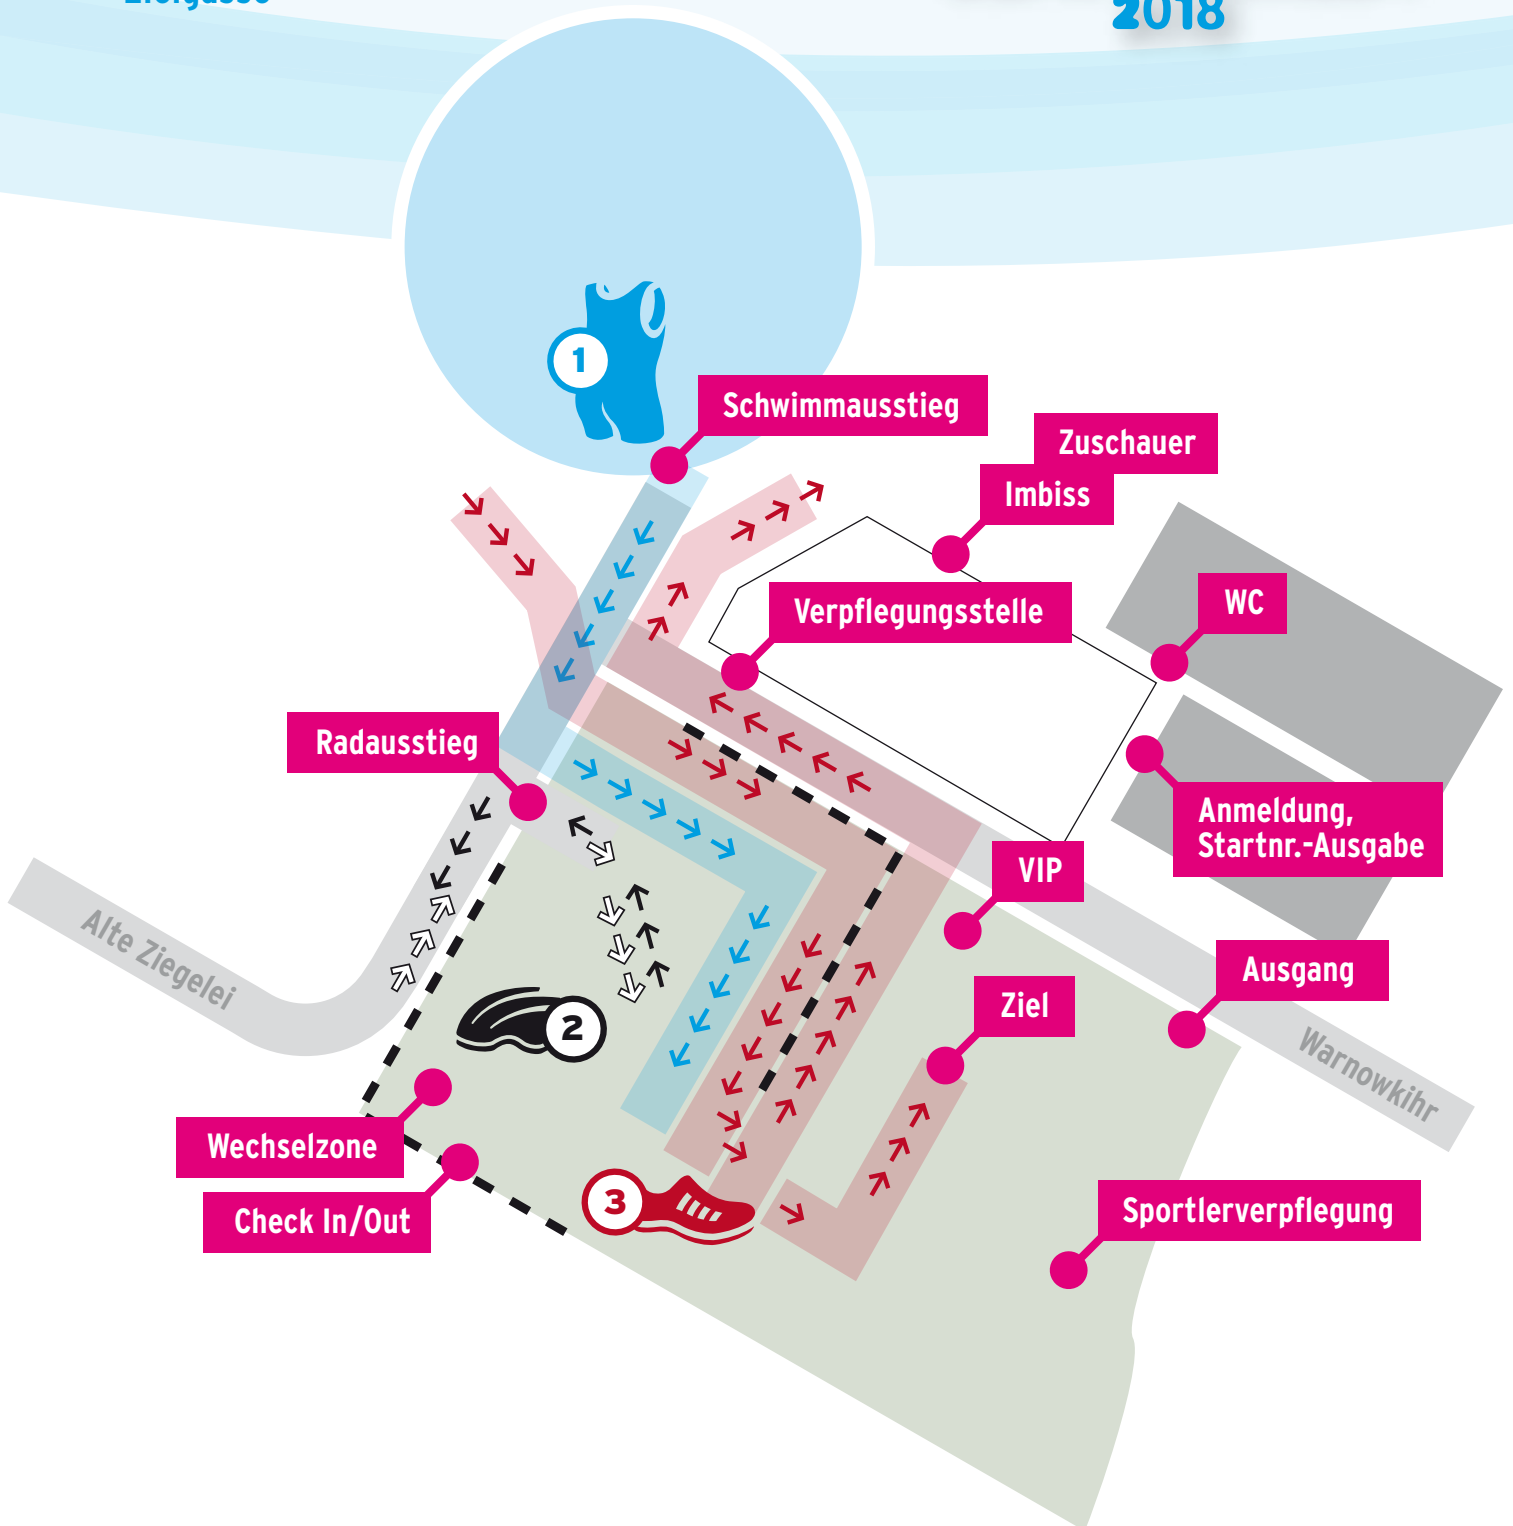 Zielgasse
2018
1
Schwimmausstieg
Zuschauer
Imbiss
WC
Verpflegungsstelle
Radausstieg
Anmeldung,
Startnr.-Ausgabe
VIP
Alte Ziegelei
Ausgang
Ziel
2
Warnowkihr
Wechselzone
3
Sportlerverpflegung
Check In/Out